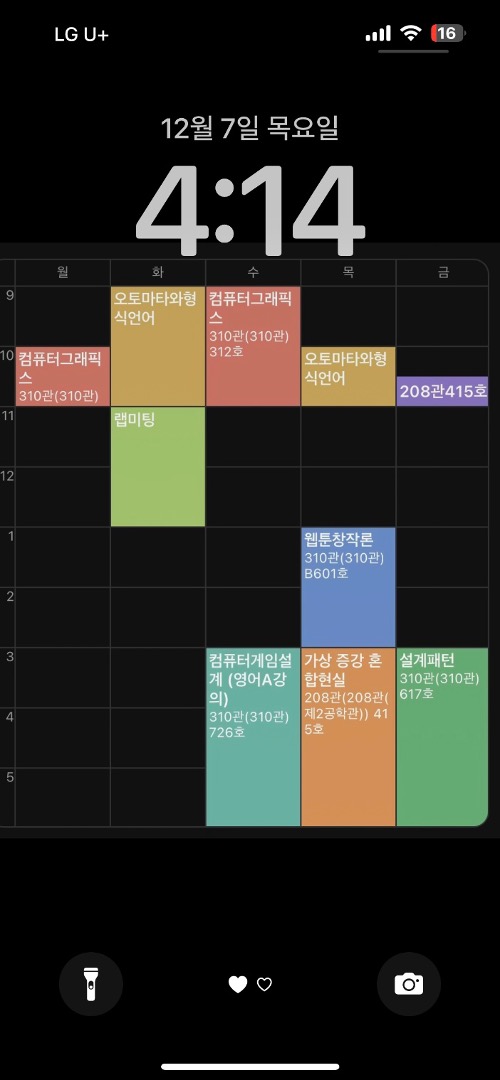 LG U+
16
12월 7일 목요일
4:14
월 화 수 목 금
9
오토마타와형
식언어
컴퓨터그래픽
스
310관(310관)
312호
10
컴퓨터그래픽
스
310관(310관)
오토마타와형
식언어
208관415호
11
랩미팅
12
1
웹툰창작론
310관(310관)
B601호
2
3
컴퓨터게임설
계 (영어A강
의)
310관(310관)
726호
가상 증강 혼
합현실
208관(208관(
제2공학관)) 41
5호
설계패턴
310관(310관)
617호
4
5